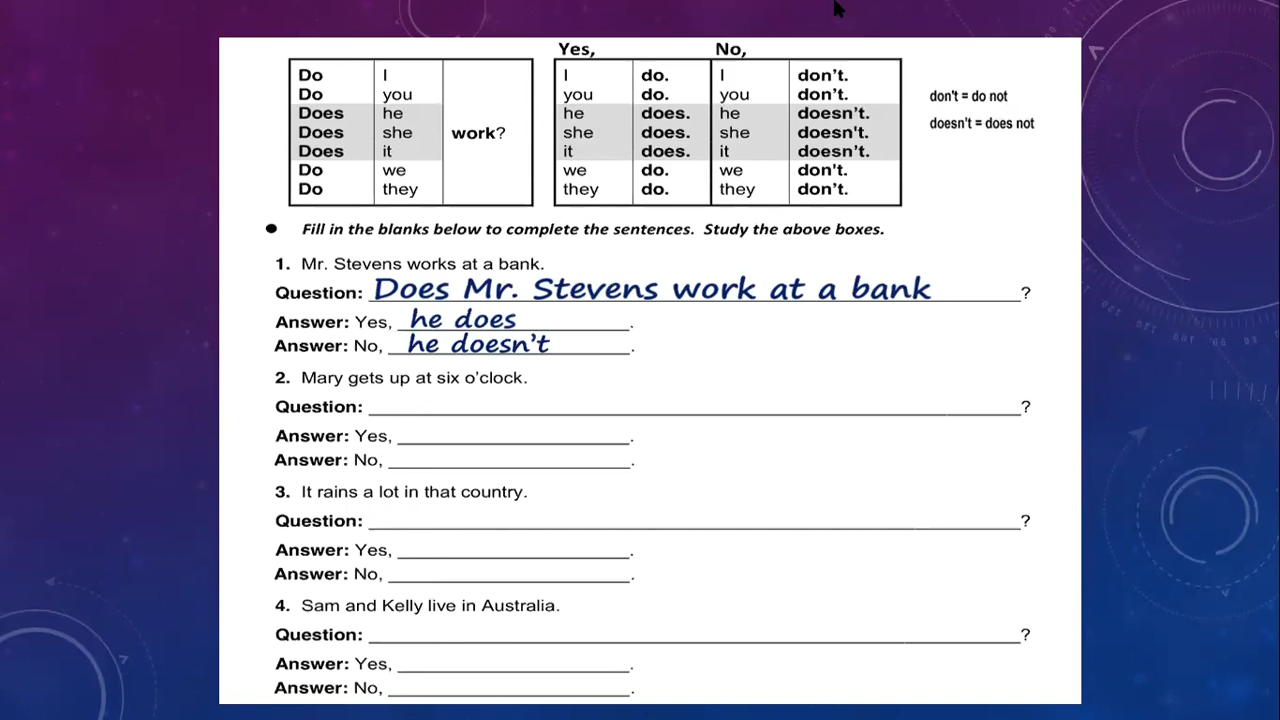 Yes, No,
Do I I do. I don't.
Do you you do. you don't. don't = do not
Does he he does. he doesn't.
Does she work? she does. she doesn't. doesn't = does not
Does it it does. it doesn't.
Do we we do. we don't.
Do they they do. they don't.
● Fill in the blanks below to complete the sentences. Study the above boxes.
1. Mr. Stevens works at a bank.
Question: Does Mr. Stevens work at a bank ?
Answer: Yes, he does .
Answer: No, he doesn't .
2. Mary gets up at six o'clock.
Question: ?
Answer: Yes, .
Answer: No, .
3. It rains a lot in that country.
Question: ?
Answer: Yes, .
Answer: No, .
4. Sam and Kelly live in Australia.
Question: ?
Answer: Yes, .
Answer: No, .